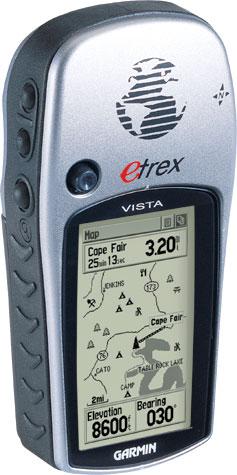 N
etrex
VISTA
Map
Cape Fair
3.20
25min 13sec
JENKINS
173
Cape Fair
76
CATO
TABLE ROCK LAKE
CAMP
2mi
Elevation
Bearing
8600
030°
GARMIN